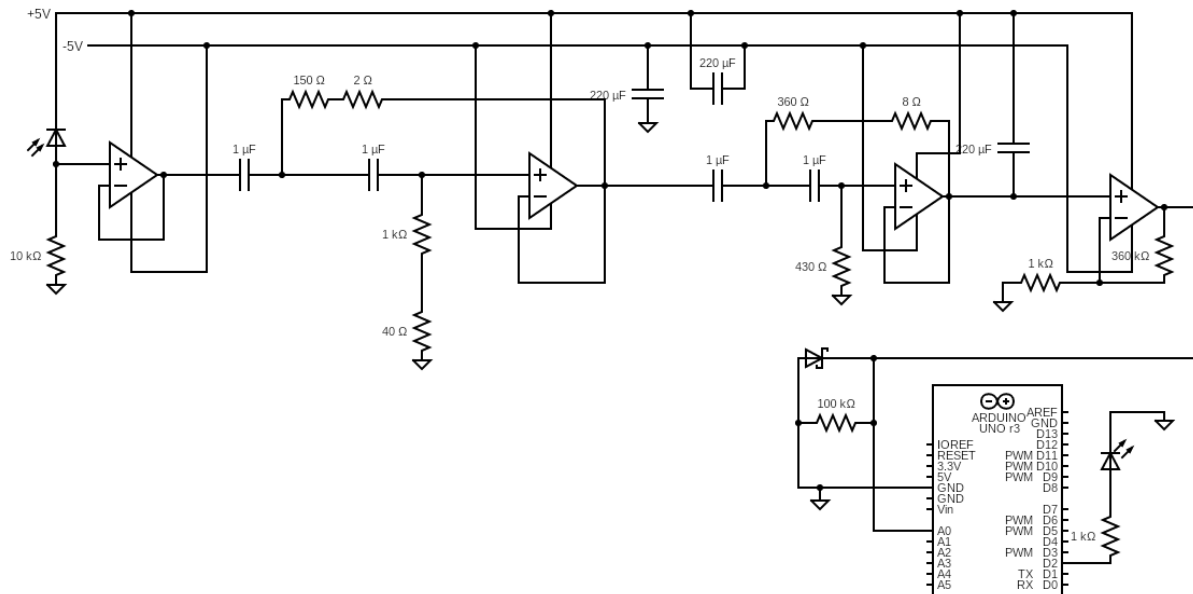 +5V
-5V
220 µF
150 Ω
2 Ω
220 µF
360 Ω
8 Ω
1 µF
1 µF
220 µF
1 µF
1 µF
1 kΩ
10 kΩ
430 Ω
1 kΩ
360 kΩ
40 Ω
100 kΩ
ARDUINO
UNO r3
AREF
GND
D13
IOREF
D12
RESET
PWM D11
3.3V
PWM D10
5V
PWM D9
GND
D8
GND
Vin
D7
PWM D6
A0
PWM D5
A1
D4
A2
PWM D3
A3
D2
A4
TX D1
A5
RX D0
1 kΩ